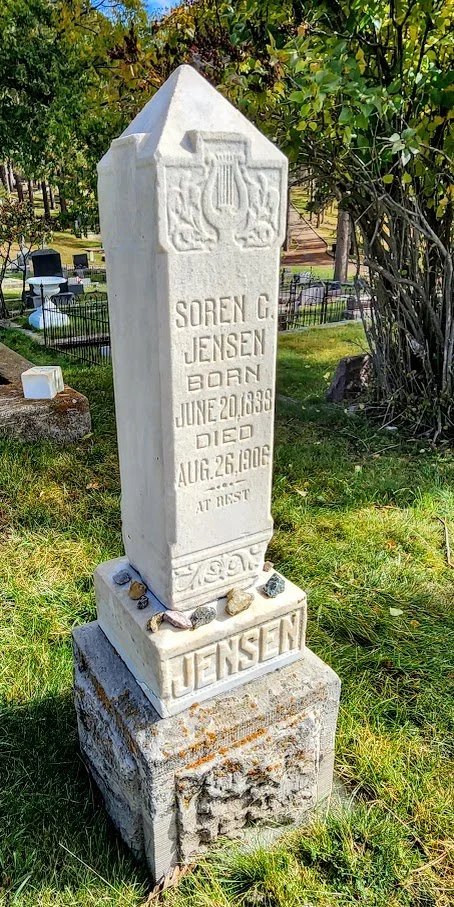 SOREN C.
JENSEN
BORN
JUNE 20,1838
DIED
AUG. 26,1906
AT REST
JENSEN